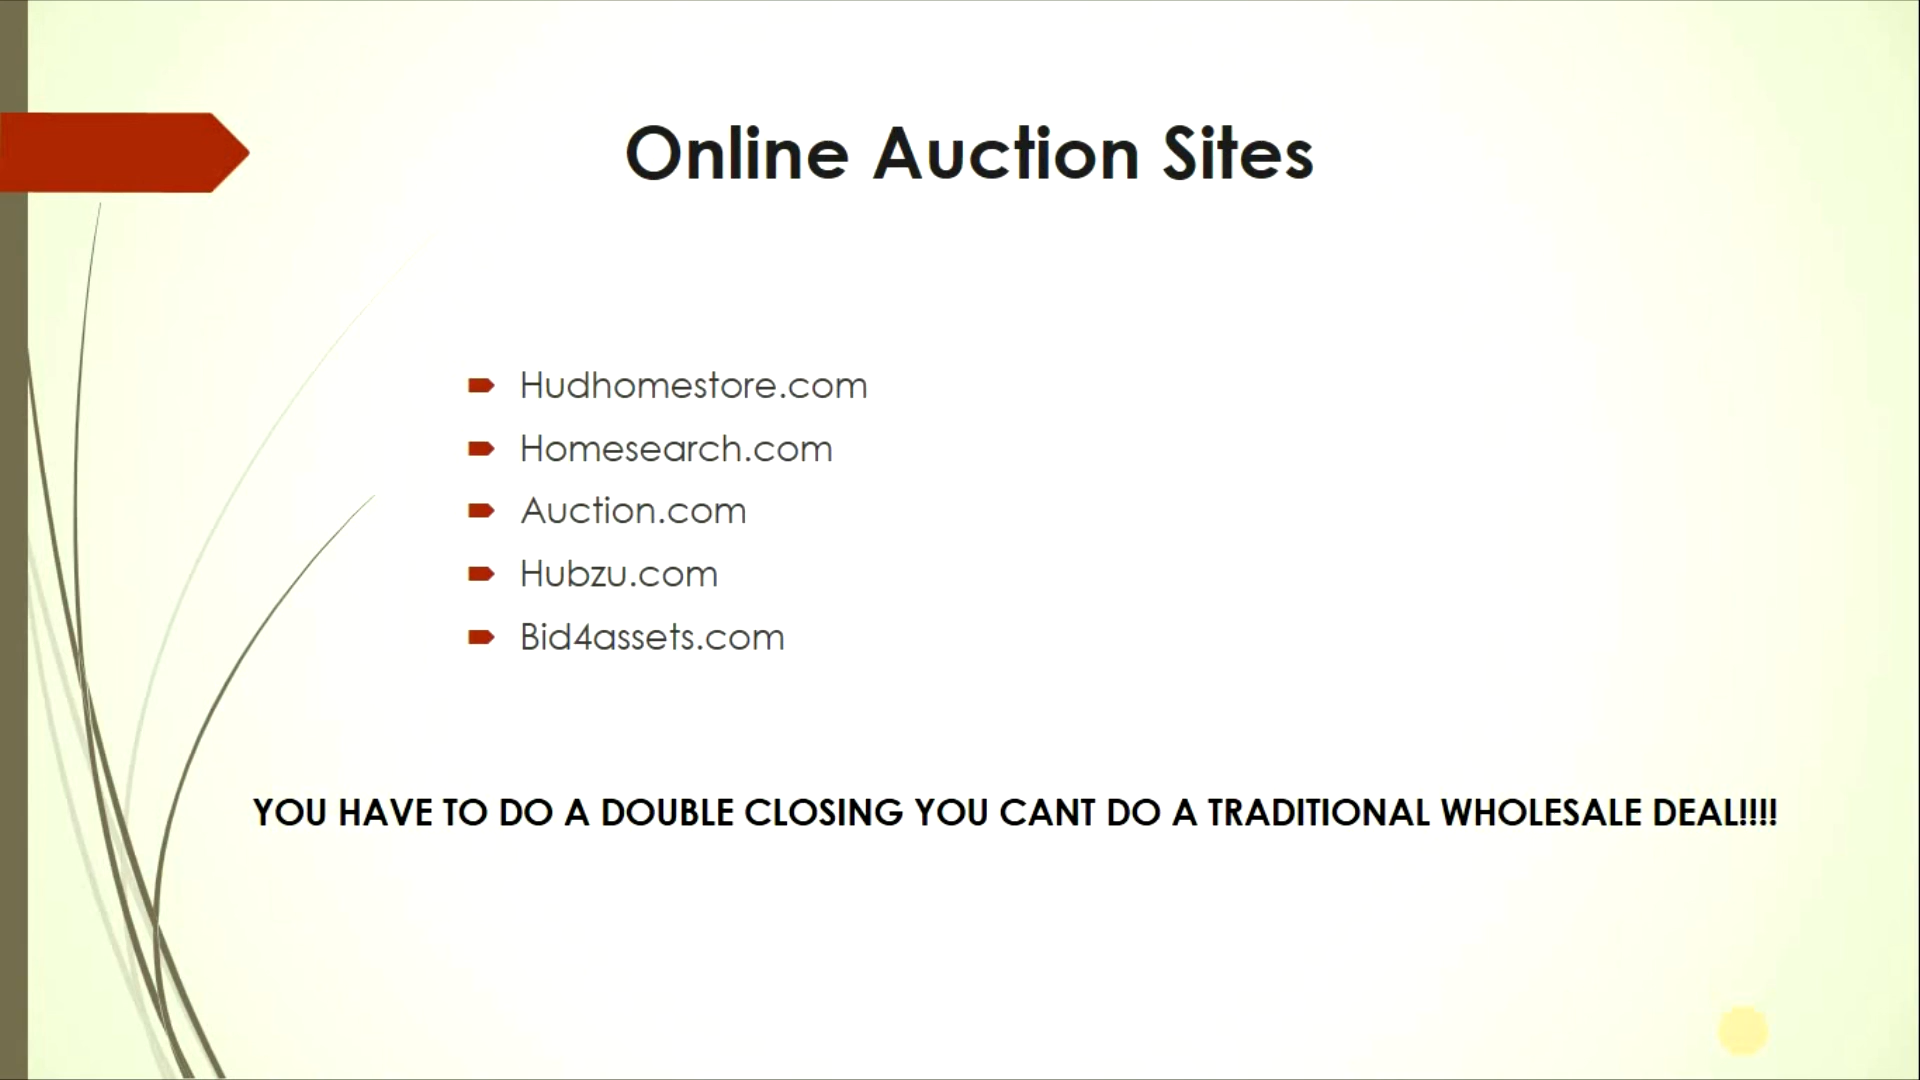 Online Auction Sites
Hudhomestore.com
Homesearch.com
Auction.com
Hubzu.com
Bid4assets.com
YOU HAVE TO DO A DOUBLE CLOSING YOU CANT DO A TRADITIONAL WHOLESALE DEAL!!!!